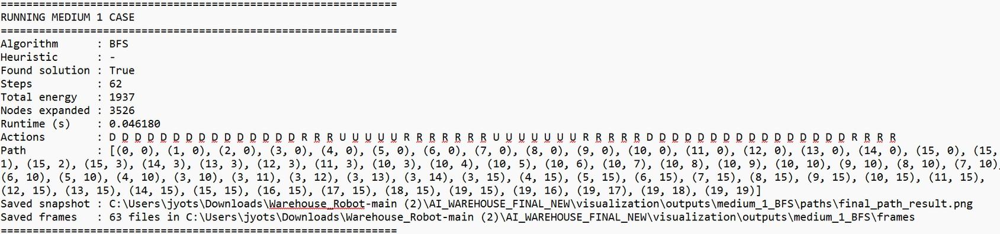 ==============================================================
RUNNING MEDIUM 1 CASE
==============================================================
Algorithm      : BFS
Heuristic      : -
Found solution : True
Steps          : 62
Total energy   : 1937
Nodes expanded : 3526
Runtime (s)    : 0.046180
Actions        : D D D D D D D D D D D D D D D R R R U U U U U R R R R R R R U U U U U U U R R R R R D D D D D D D D D D D D D D D D R R R R
Path           : [(0, 0), (1, 0), (2, 0), (3, 0), (4, 0), (5, 0), (6, 0), (7, 0), (8, 0), (9, 0), (10, 0), (11, 0), (12, 0), (13, 0), (14, 0), (15, 0), (15,
1), (15, 2), (15, 3), (14, 3), (13, 3), (12, 3), (11, 3), (10, 3), (10, 4), (10, 5), (10, 6), (10, 7), (10, 8), (10, 9), (10, 10), (9, 10), (8, 10), (7, 10),
(6, 10), (5, 10), (4, 10), (3, 10), (3, 11), (3, 12), (3, 13), (3, 14), (3, 15), (4, 15), (5, 15), (6, 15), (7, 15), (8, 15), (9, 15), (10, 15), (11, 15),
(12, 15), (13, 15), (14, 15), (15, 15), (16, 15), (17, 15), (18, 15), (19, 15), (19, 16), (19, 17), (19, 18), (19, 19)]
Saved snapshot : C:\Users\jyots\Downloads\Warehouse_Robot-main (2)\AI_WAREHOUSE_FINAL_NEW\visualization\outputs\medium_1_BFS\paths\final_path_result.png
Saved frames   : 63 files in C:\Users\jyots\Downloads\Warehouse_Robot-main (2)\AI_WAREHOUSE_FINAL_NEW\visualization\outputs\medium_1_BFS\frames
==============================================================